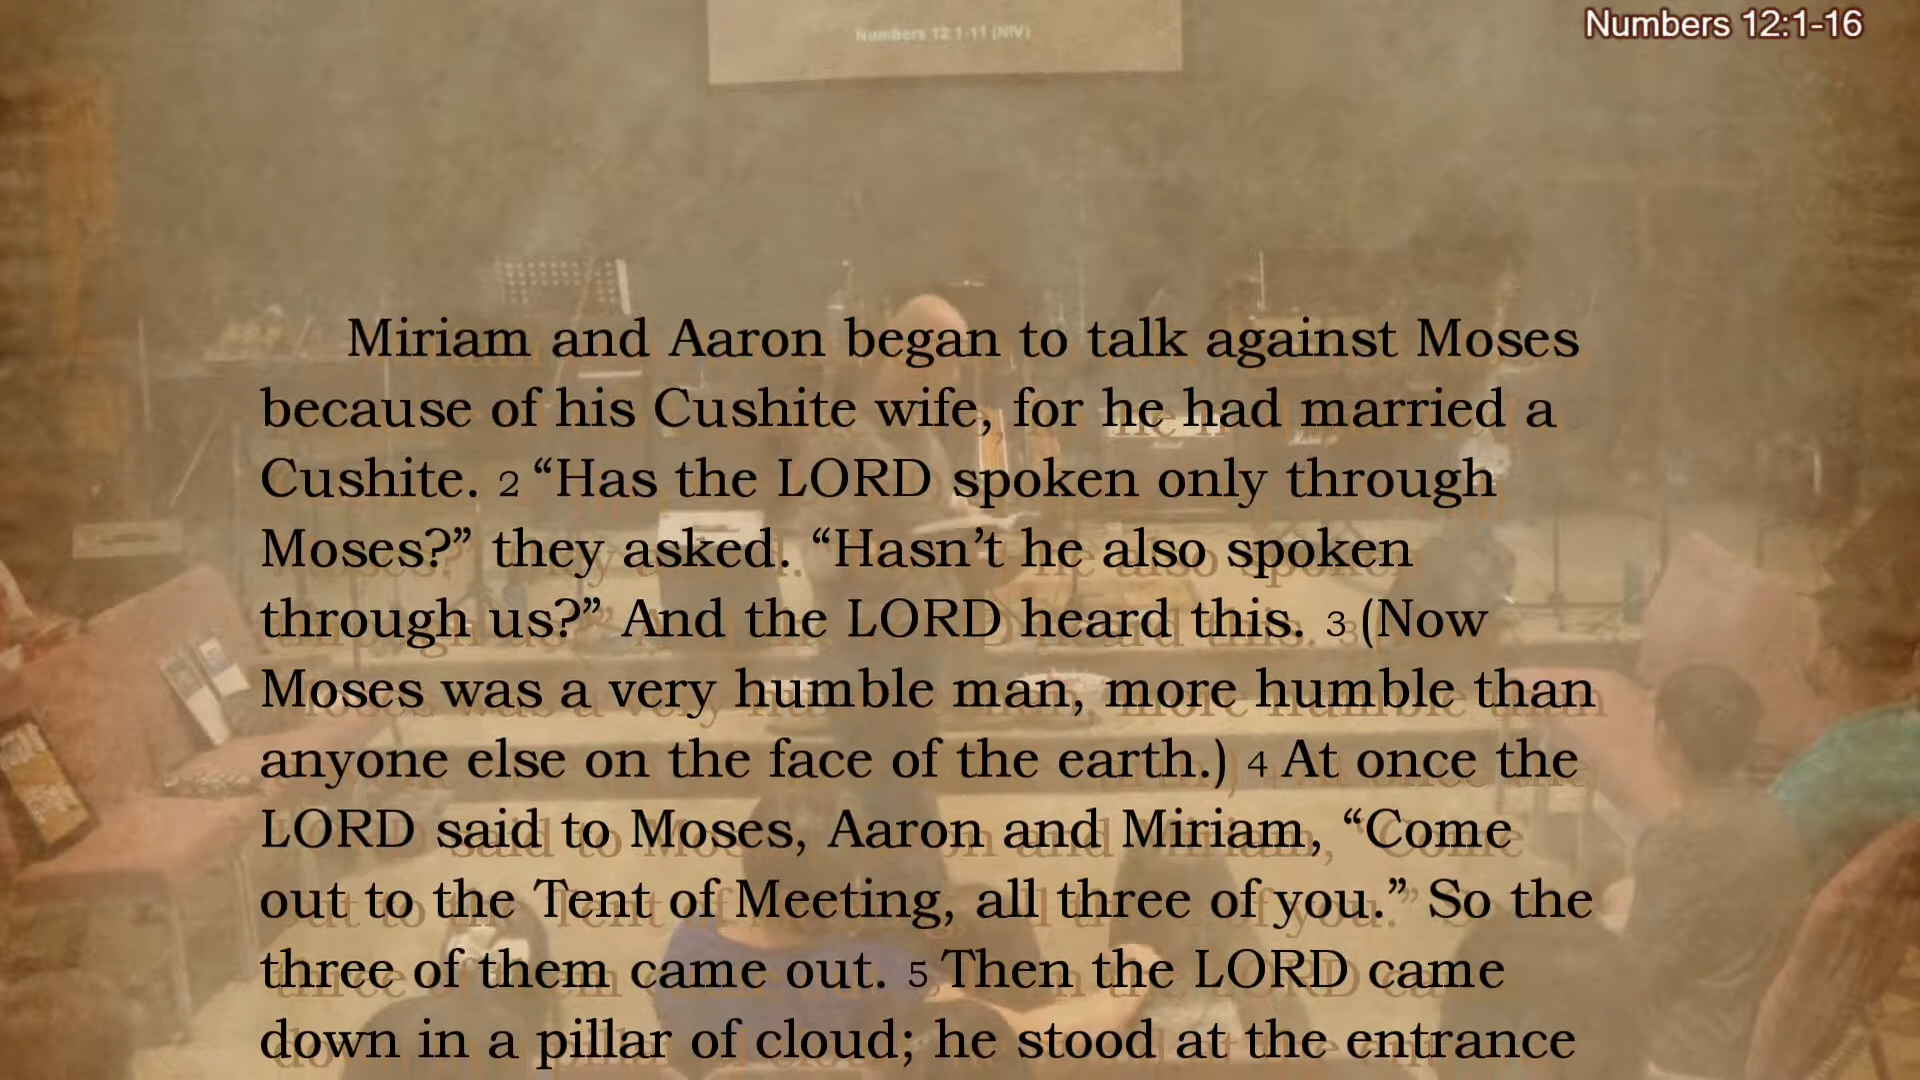 Numbers 12:1-11 (NIV)
Numbers 12:1-16
Miriam and Aaron began to talk against Moses
because of his Cushite wife, for he had married a
Cushite. 2 “Has the LORD spoken only through
Moses?” they asked. “Hasn’t he also spoken
through us?” And the LORD heard this. 3 (Now
Moses was a very humble man, more humble than
anyone else on the face of the earth.) 4 At once the
LORD said to Moses, Aaron and Miriam, “Come
out to the Tent of Meeting, all three of you.” So the
three of them came out. 5 Then the LORD came
down in a pillar of cloud; he stood at the entrance